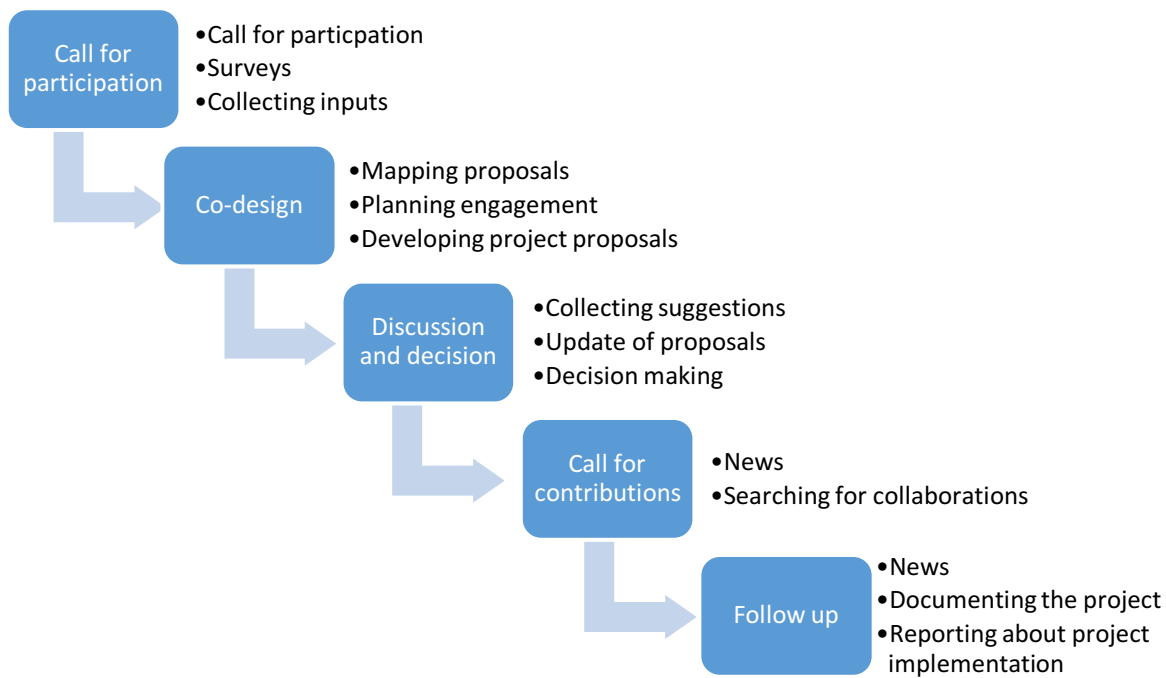 Call for
participation
•Call for particpation
•Surveys
•Collecting inputs
Co-design
•Mapping proposals
•Planning engagement
•Developing project proposals
Discussion
and decision
•Collecting suggestions
•Update of proposals
•Decision making
Call for
contributions
•News
•Searching for collaborations
Follow up
•News
•Documenting the project
•Reporting about project
implementation